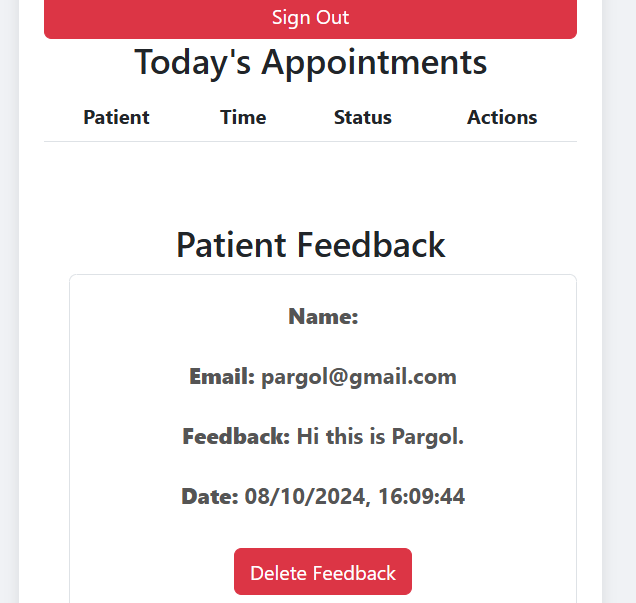 Sign Out
Today's Appointments
Patient Time Status Actions
Patient Feedback
Name:
Email: pargol@gmail.com
Feedback: Hi this is Pargol.
Date: 08/10/2024, 16:09:44
Delete Feedback